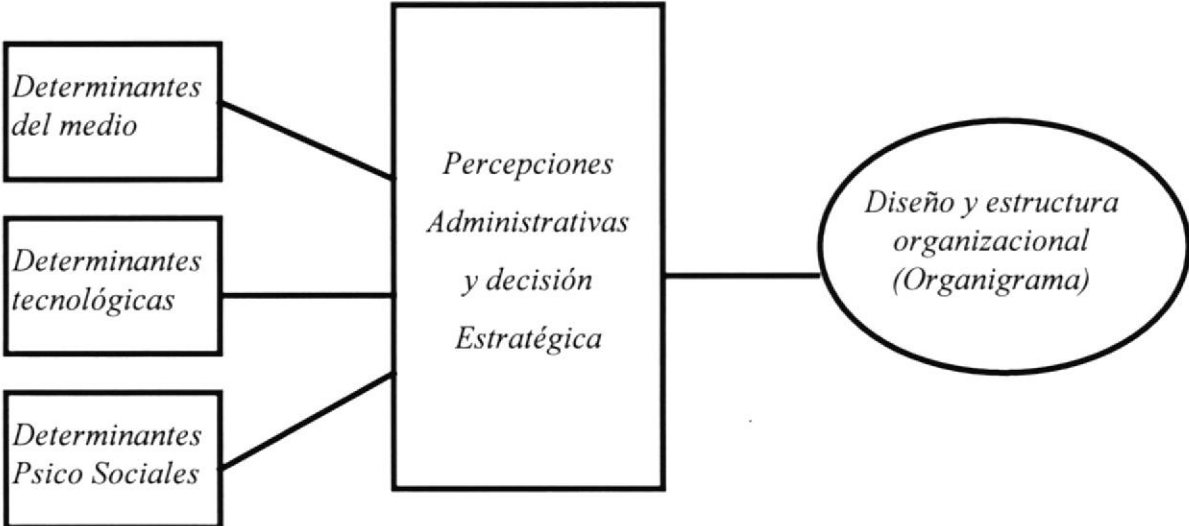 Determinantes
del medio
Determinantes
tecnológicas
Determinantes
Psico Sociales
Percepciones
Administrativas
y decisión
Estratégica
Diseño y estructura
organizacional
(Organigrama)